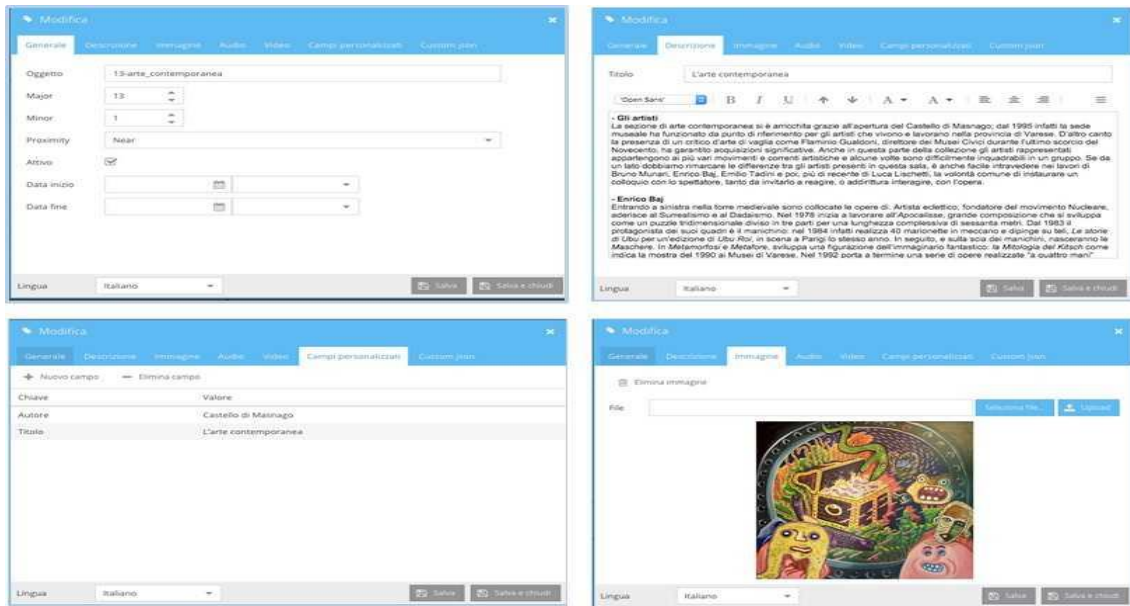 Modifica
Generale Descrizione Immagine Audio Video Campi personalizzati Custom json
Oggetto 13-arte_contemporanea
Major 13
Minor 1
Proximity Near
Attivo
Data inizio
Data fine
Lingua Italiano Salva Salva e chiudi
Modifica
Generale Descrizione Immagine Audio Video Campi personalizzati Custom json
Titolo L'arte contemporanea
'Open Sans' B I U A A
- Gli artisti
La sezione di arte contemporanea si è arricchita grazie all'apertura del Castello di Masnago; dal 1995 infatti la sede
museale ha funzionato da punto di riferimento per gli artisti che vivono e lavorano nella provincia di Varese. D'altro canto
la presenza di un critico d'arte di vaglia come Flaminio Gualdoni, direttore dei Musei Civici durante l'ultimo scorcio del
Novecento, ha garantito acquisizioni significative. Anche in questa parte della collezione gli artisti rappresentati
appartengono ai più vari movimenti e correnti artistiche e alcune volte sono difficilmente inquadrabili in un gruppo. Se da
un lato dobbiamo rimarcare le differenze tra gli artisti presenti in questa sala, è anche facile intravedere nei lavori di
Bruno Munari, Enrico Baj, Emilio Tadini e poi, più di recente di Luca Lischetti, la volontà comune di instaurare un
colloquio con lo spettatore, tanto da invitarlo a reagire, o addirittura interagire, con l'opera.
- Enrico Baj
Entrando a sinistra nella torre medievale sono collocate le opere di. Artista eclettico, fondatore del movimento Nucleare,
aderisce al Surrealismo e al Dadaismo. Nel 1978 inizia a lavorare all'Apocalisse, grande composizione che si sviluppa
come un puzzle tridimensionale diviso in tre parti per una lunghezza complessiva di sessanta metri. Dal 1983 il
protagonista dei suoi quadri è il manichino: nel 1984 infatti realizza 40 marionette in meccano e dipinge su teli, Le storie
di Ubu per un'edizione di Ubu Roi, in scena a Parigi lo stesso anno. In seguito, e sulla scia dei manichini, nasceranno le
Maschere. In Metamorfosi e Metafore, sviluppa una figurazione dell'immaginario fantastico: la Mitologia del Kitsch come
indica la mostra del 1990 ai Musei di Varese. Nel 1992 porta a termine una serie di opere realizzate "a quattro mani"
Lingua Italiano Salva Salva e chiudi
Modifica
Generale Descrizione Immagine Audio Video Campi personalizzati Custom json
Nuovo campo Elimina campo
Chiave Valore
Autore Castello di Masnago
Titolo L'arte contemporanea
Lingua Italiano Salva Salva e chiudi
Modifica
Generale Descrizione Immagine Audio Video Campi personalizzati Custom json
Elimina immagine
File Seleziona file... Upload
Lingua Italiano Salva Salva e chiudi